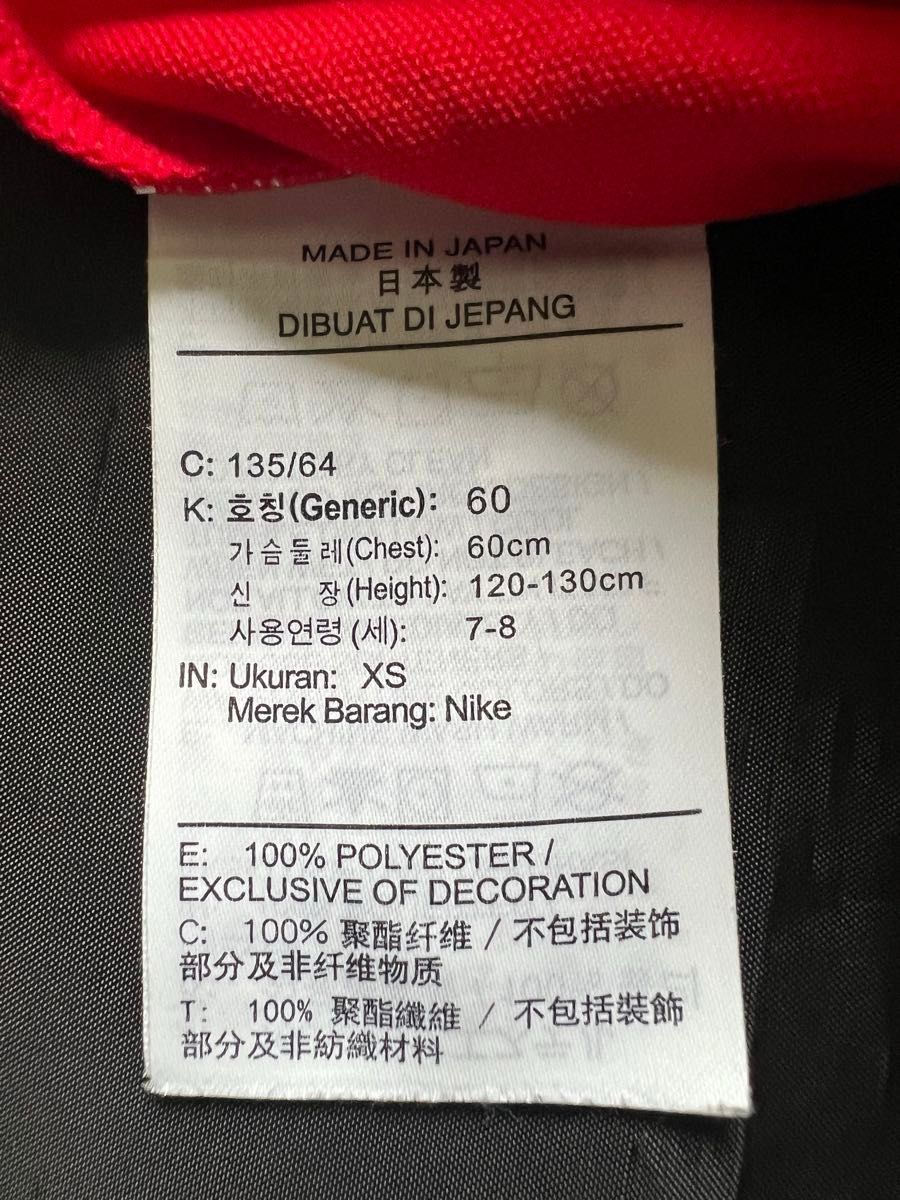 MADE IN JAPAN
日本製
DIBUAT DI JEPANG
C: 135/64
K: 호칭(Generic): 60
가슴둘레(Chest): 60cm
신 장(Height): 120-130cm
사용연령(세): 7-8
IN: Ukuran: XS
Merek Barang: Nike
E: 100% POLYESTER /
EXCLUSIVE OF DECORATION
C: 100% 聚酯纤维 / 不包括装饰
部分及非纤维物质
T: 100% 聚酯纖維 / 不包括裝飾
部分及非紡織材料